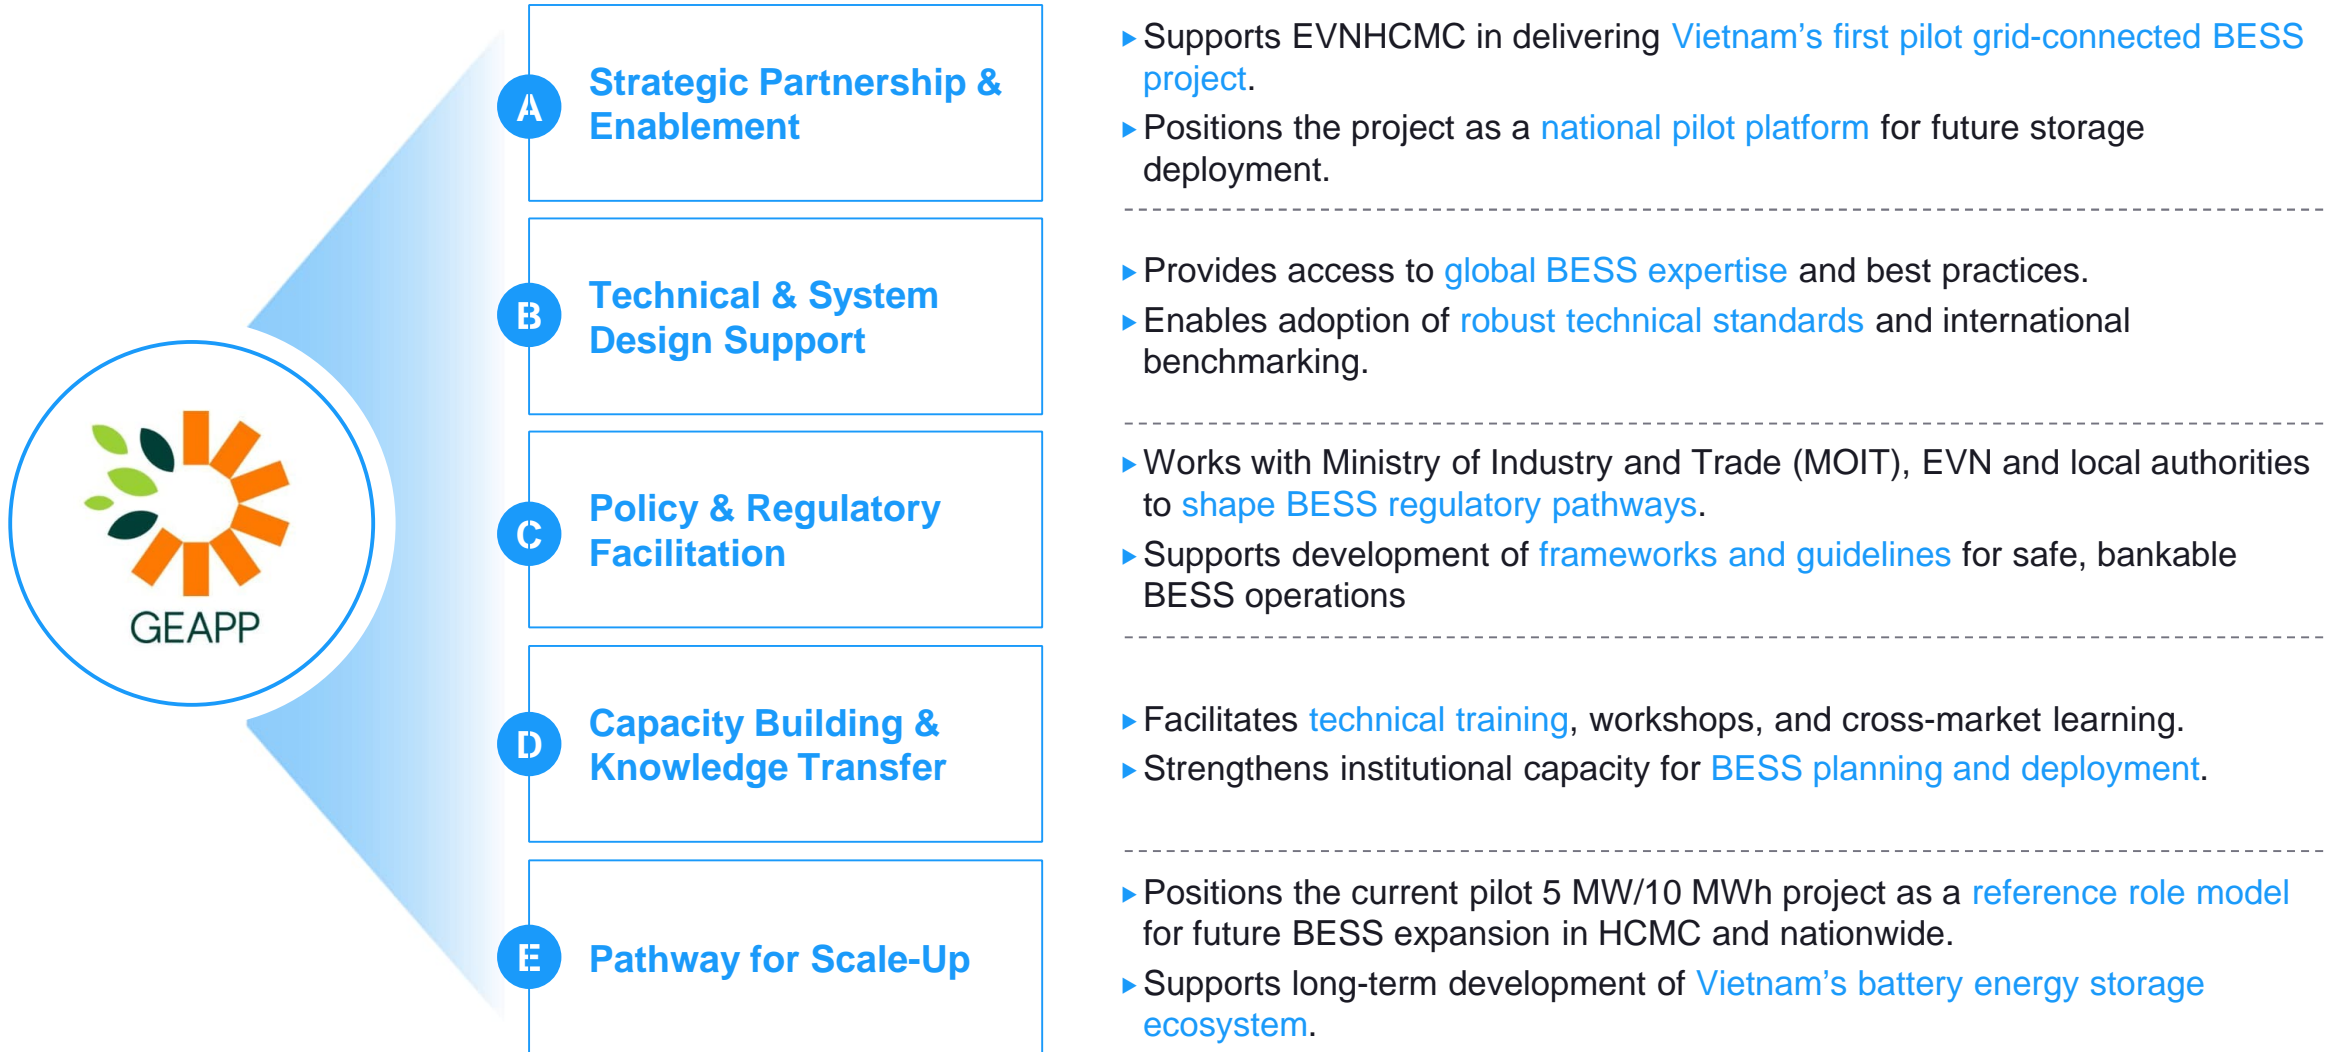 GEAPP
A
Strategic Partnership &
Enablement
▸Supports EVNHCMC in delivering Vietnam’s first pilot grid-connected BESS
project.
▸Positions the project as a national pilot platform for future storage
deployment.
B
Technical & System
Design Support
▸Provides access to global BESS expertise and best practices.
▸Enables adoption of robust technical standards and international
benchmarking.
C
Policy & Regulatory
Facilitation
▸Works with Ministry of Industry and Trade (MOIT), EVN and local authorities
to shape BESS regulatory pathways.
▸Supports development of frameworks and guidelines for safe, bankable
BESS operations
D
Capacity Building &
Knowledge Transfer
▸Facilitates technical training, workshops, and cross-market learning.
▸Strengthens institutional capacity for BESS planning and deployment.
E
Pathway for Scale-Up
▸Positions the current pilot 5 MW/10 MWh project as a reference role model
for future BESS expansion in HCMC and nationwide.
▸Supports long-term development of Vietnam’s battery energy storage
ecosystem.